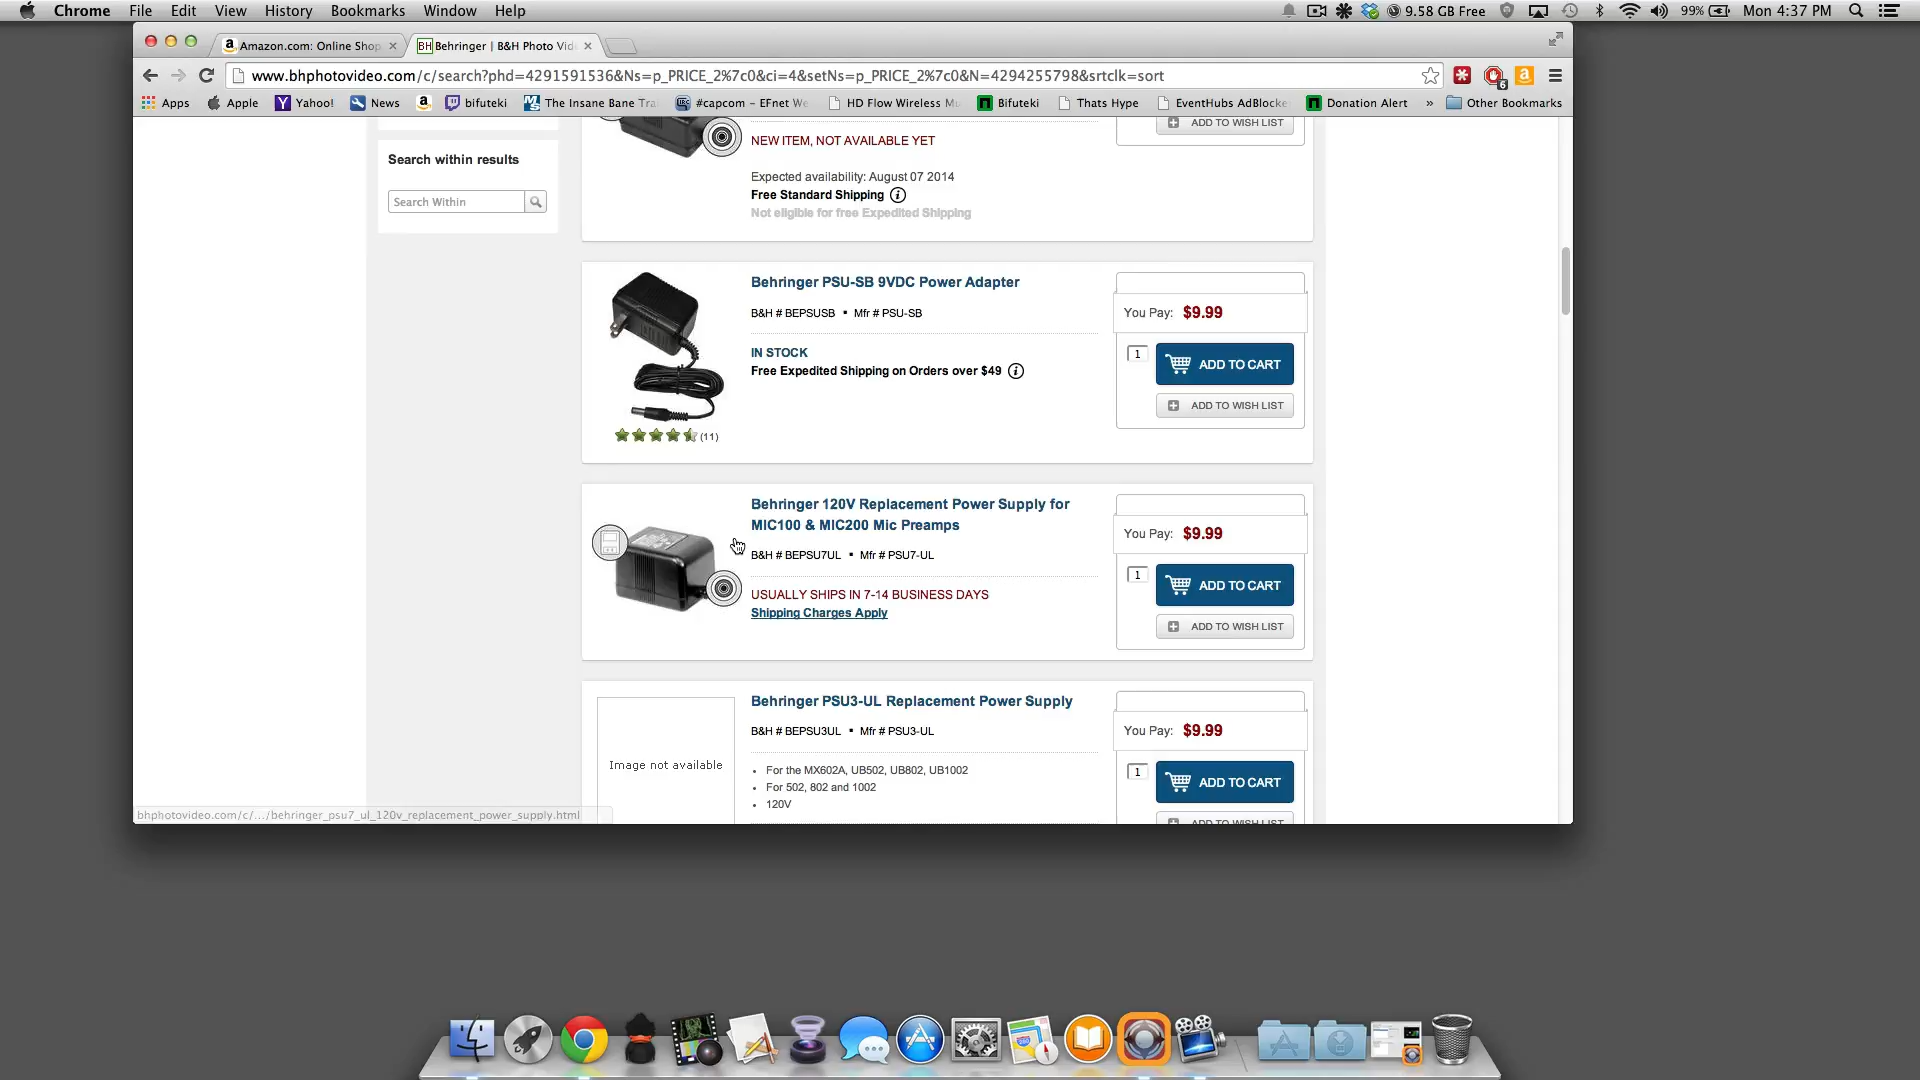 Chrome File Edit View History Bookmarks Window Help
9.58 GB Free 99% Mon 4:37 PM
Amazon.com: Online Shop
BH Behringer | B&H Photo Vid
www.bhphotovideo.com/c/search?phd=4291591536&Ns=p_PRICE_2%7c0&ci=4&setNs=p_PRICE_2%7c0&N=4294255798&srtclk=sort
6
Apps Apple Yahoo! News bifuteki The Insane Bane Tra #capcom – EFnet We HD Flow Wireless Mu Bifuteki Thats Hype EventHubs AdBlocke Donation Alert » Other Bookmarks
ADD TO WISH LIST
NEW ITEM, NOT AVAILABLE YET
Search within results
Expected availability: August 07 2014
Free Standard Shipping
Search Within
Not eligible for free Expedited Shipping
Behringer PSU-SB 9VDC Power Adapter
B&H # BEPSUSB ▪ Mfr # PSU-SB
You Pay: $9.99
IN STOCK
1 ADD TO CART
Free Expedited Shipping on Orders over $49
ADD TO WISH LIST
(11)
Behringer 120V Replacement Power Supply for
MIC100 & MIC200 Mic Preamps
You Pay: $9.99
B&H # BEPSU7UL ▪ Mfr # PSU7-UL
1 ADD TO CART
USUALLY SHIPS IN 7-14 BUSINESS DAYS
Shipping Charges Apply
ADD TO WISH LIST
Behringer PSU3-UL Replacement Power Supply
B&H # BEPSU3UL ▪ Mfr # PSU3-UL
You Pay: $9.99
Image not available
• For the MX602A, UB502, UB802, UB1002
• For 502, 802 and 1002
• 120V
1 ADD TO CART
ADD TO WISH LIST
bhphotovideo.com/c/.../behringer_psu7_ul_120v_replacement_power_supply.html